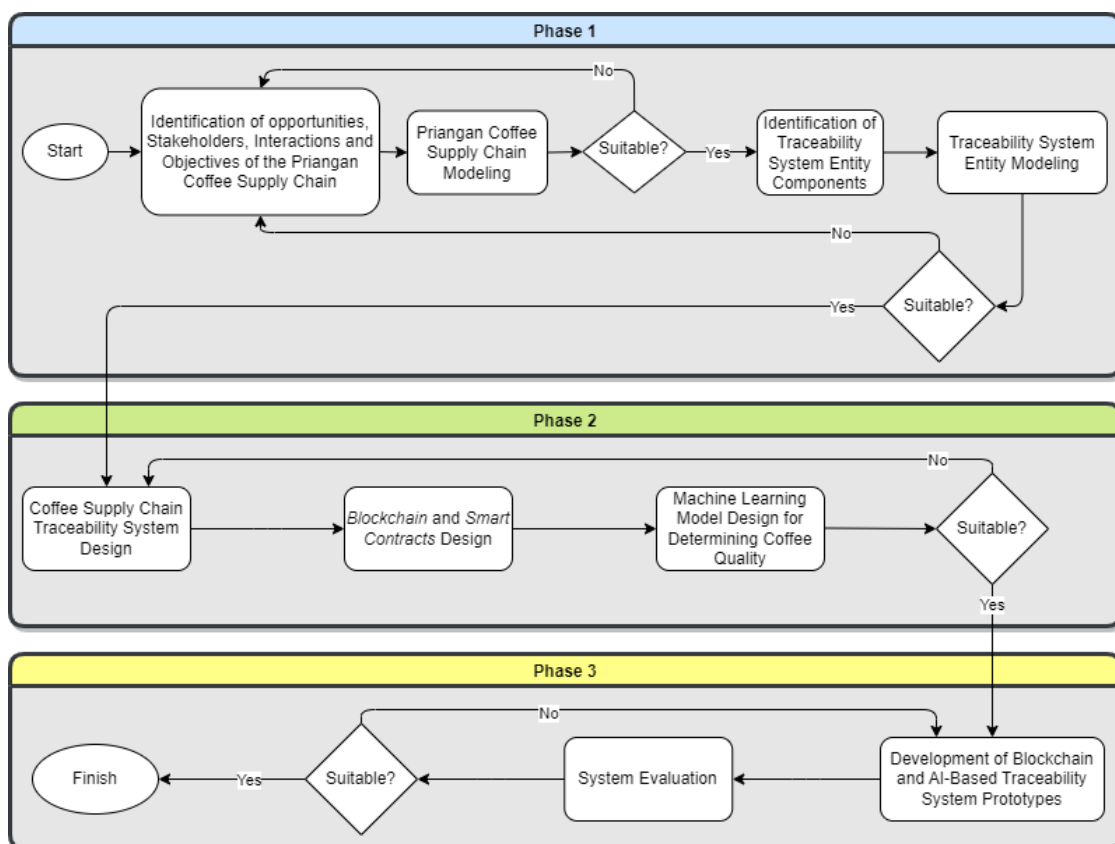 Phase 1
No
Start
Identification of opportunities,
Stakeholders, Interactions and
Objectives of the Priangan
Coffee Supply Chain
Priangan Coffee
Supply Chain
Modeling
Suitable?
Yes
Identification of
Traceability
System Entity
Components
Traceability System
Entity Modeling
No
Yes
Suitable?
Phase 2
No
Coffee Supply Chain
Traceability System
Design
Blockchain and Smart
Contracts Design
Machine Learning
Model Design for
Determining Coffee
Quality
Suitable?
Yes
Phase 3
No
Finish
Yes
Suitable?
System Evaluation
Development of Blockchain
and AI-Based Traceability
System Prototypes